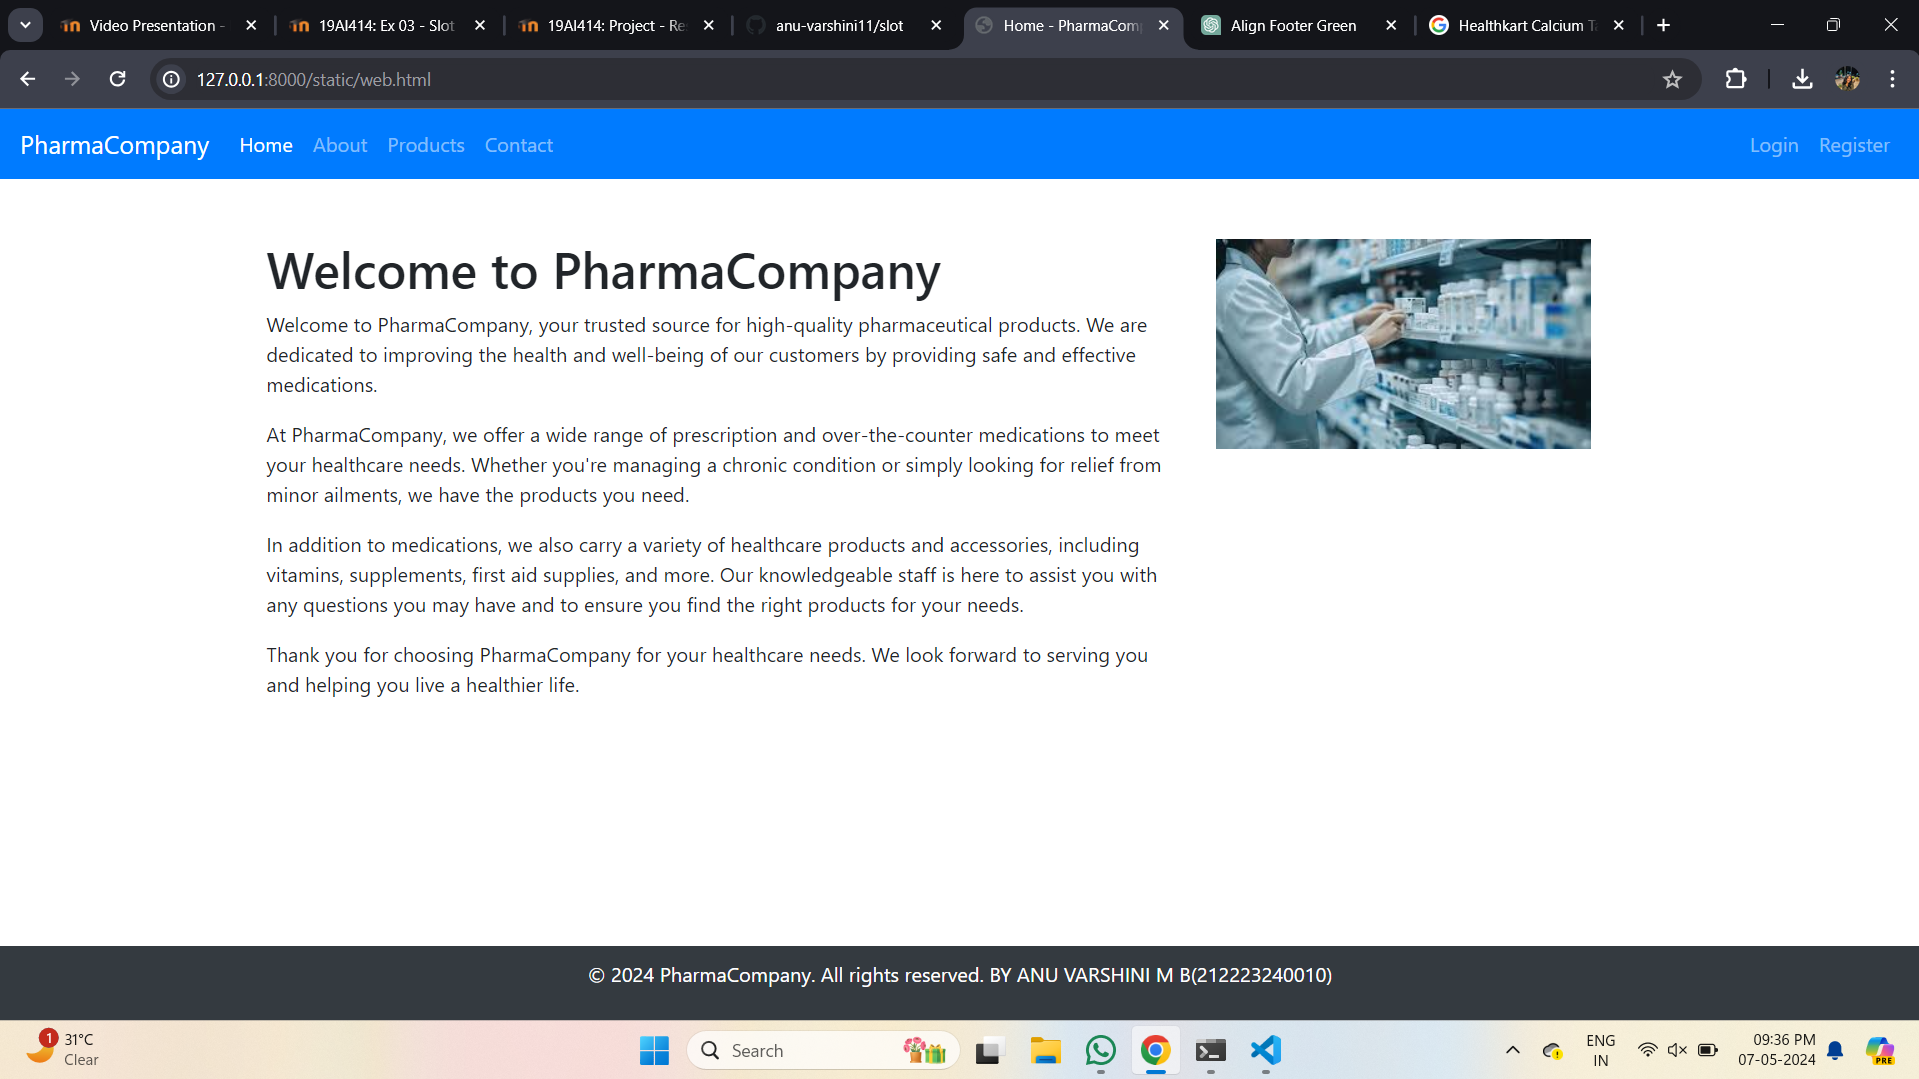 Video Presentation -
19AI414: Ex 03 - Slot
19AI414: Project - Re
anu-varshini11/slot
Home - PharmaCom
Align Footer Green
Healthkart Calcium T
127.0.0.1:8000/static/web.html
PharmaCompany Home About Products Contact Login Register
Welcome to PharmaCompany
Welcome to PharmaCompany, your trusted source for high-quality pharmaceutical products. We are
dedicated to improving the health and well-being of our customers by providing safe and effective
medications.
At PharmaCompany, we offer a wide range of prescription and over-the-counter medications to meet
your healthcare needs. Whether you're managing a chronic condition or simply looking for relief from
minor ailments, we have the products you need.
In addition to medications, we also carry a variety of healthcare products and accessories, including
vitamins, supplements, first aid supplies, and more. Our knowledgeable staff is here to assist you with
any questions you may have and to ensure you find the right products for your needs.
Thank you for choosing PharmaCompany for your healthcare needs. We look forward to serving you
and helping you live a healthier life.
© 2024 PharmaCompany. All rights reserved. BY ANU VARSHINI M B(212223240010)
1
31°C
Clear
Search
ENG
IN
09:36 PM
07-05-2024
PRE